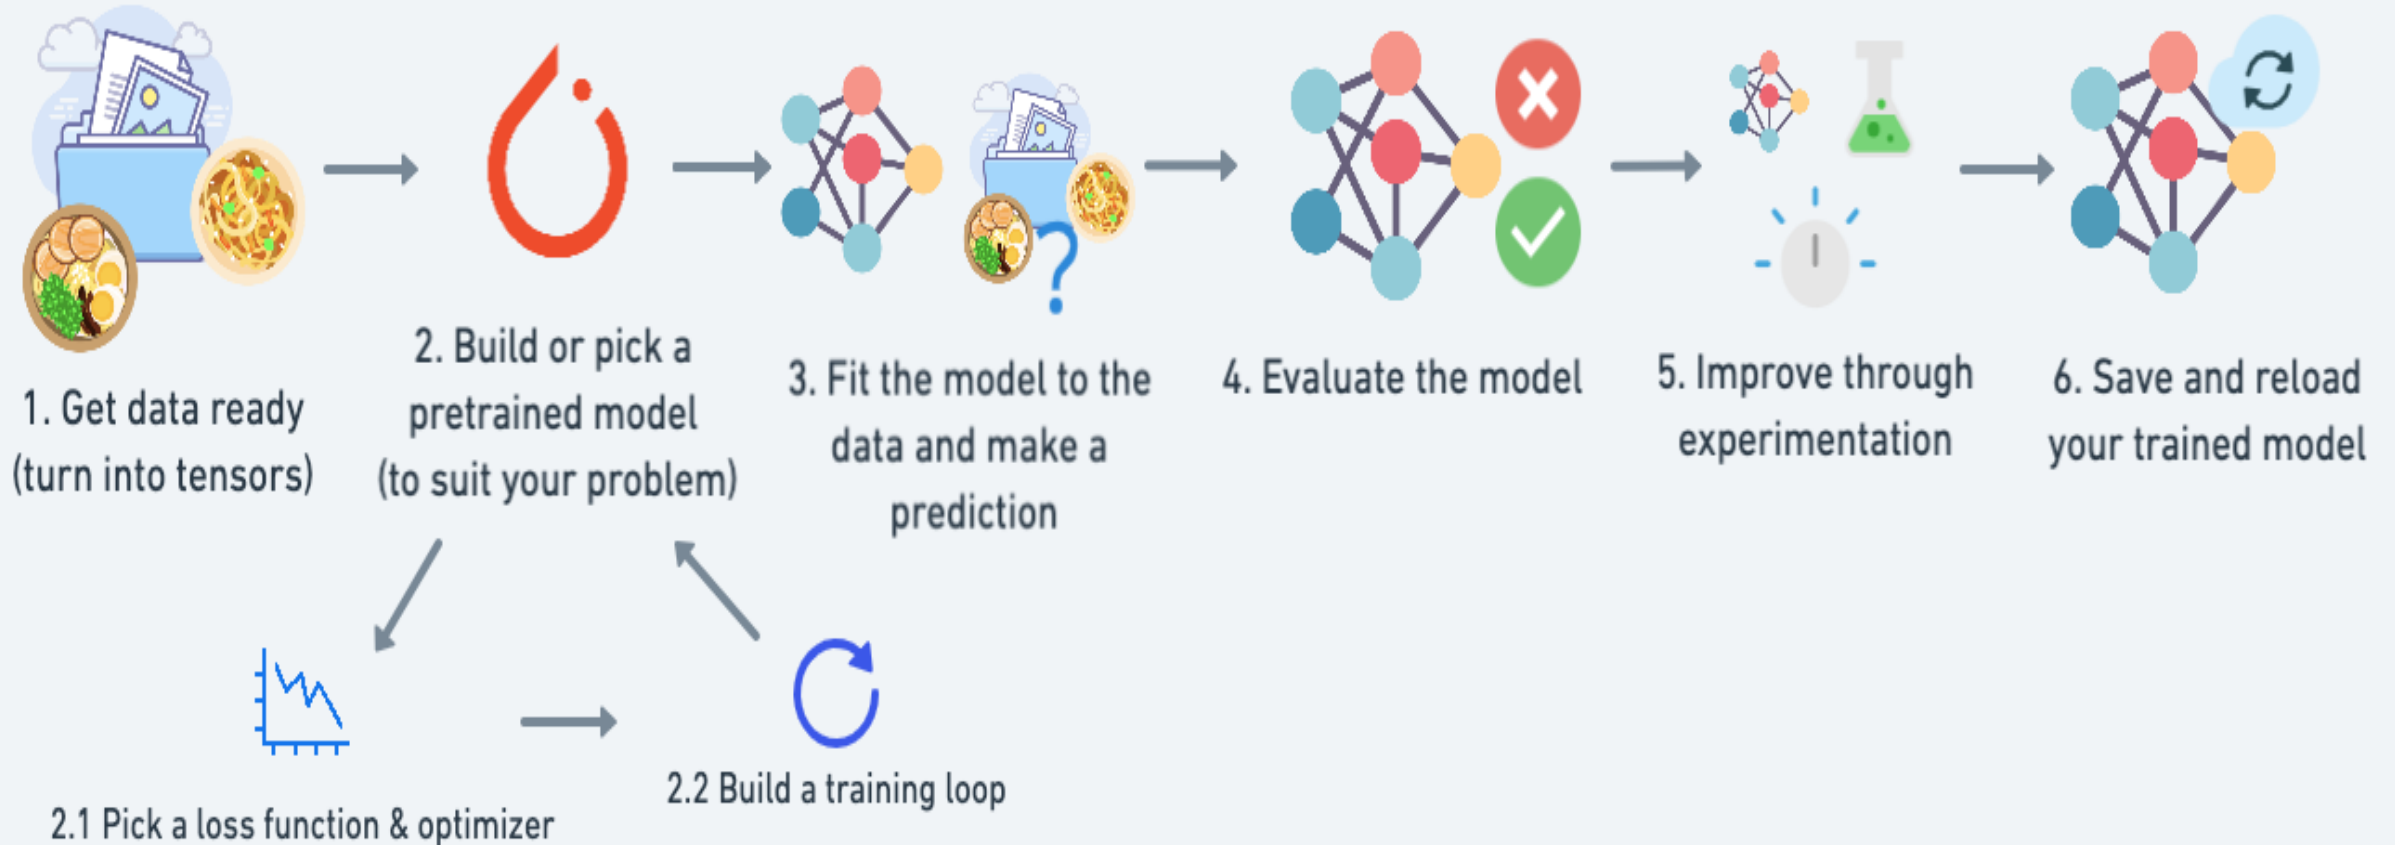 1. Get data ready
(turn into tensors)
2. Build or pick a
pretrained model
(to suit your problem)
3. Fit the model to the
data and make a
prediction
4. Evaluate the model
5. Improve through
experimentation
6. Save and reload
your trained model
2.1 Pick a loss function & optimizer
2.2 Build a training loop